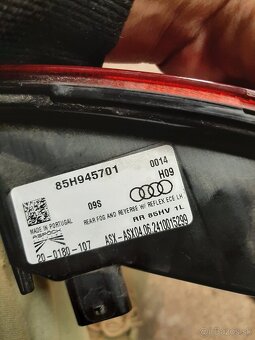 85H945701
0014
H09
09S
MADE IN PORTUGAL
REAR FOG AND REVERSE W/ REFLEX ECE LH
ASPÖCK
RR 85HV 1L
20-0180-107
ASX-ASX04.06.2410015299